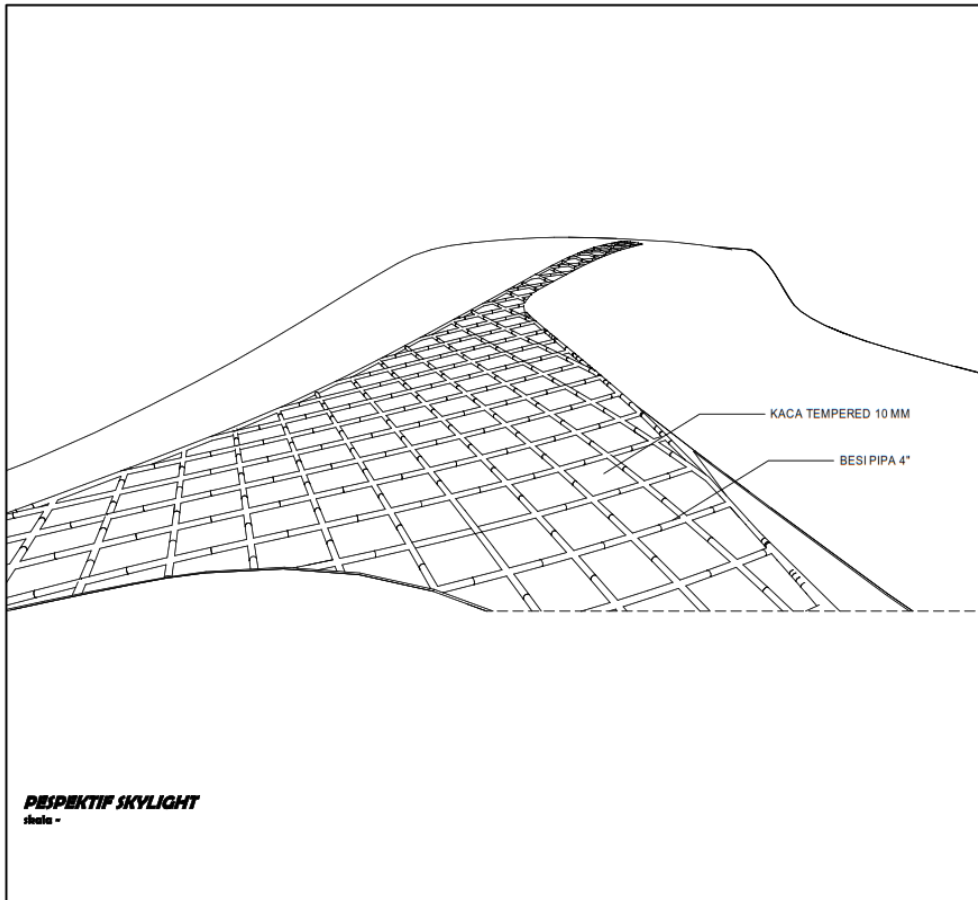 KACA TEMPERED 10 MM
BESI PIPA 4"
PESPEKTIF SKYLIGHT
skala -